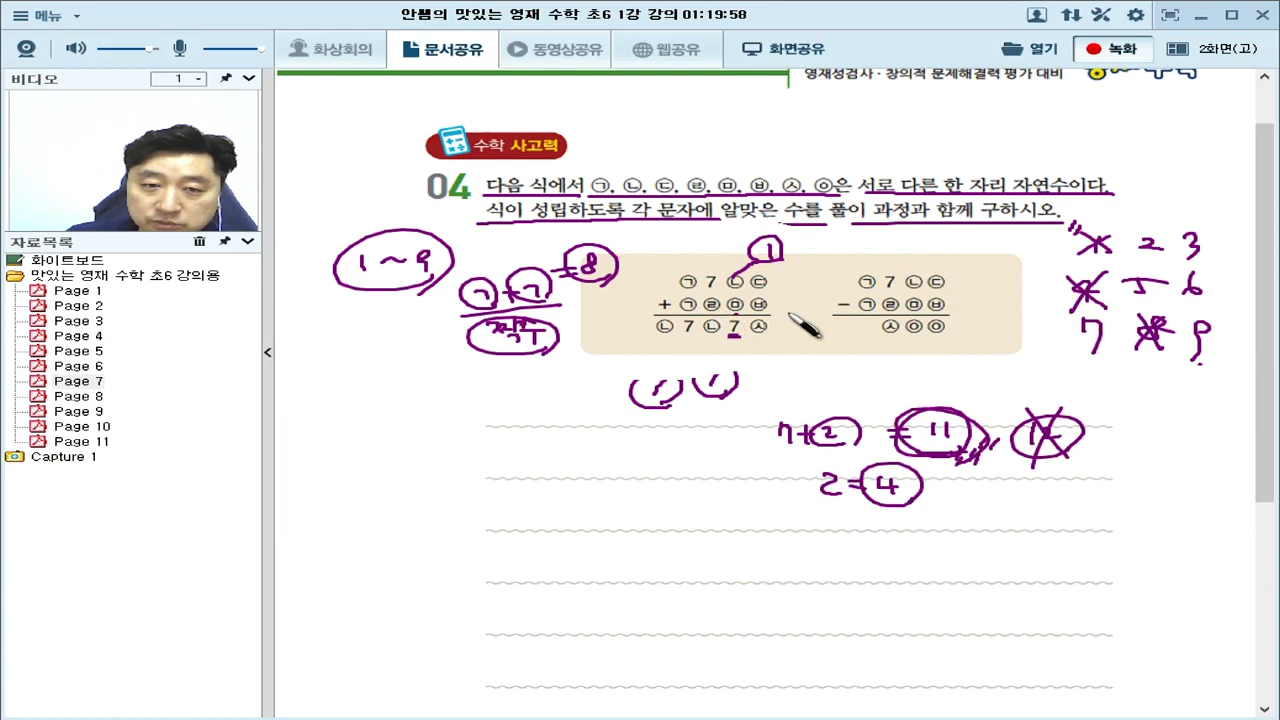 안쌤의 맛있는 영재 수학 초6 1강 강의 01:19:58
메뉴
화상회의 문서공유 동영상공유 웹공유 화면공유 열기 녹화 2화면(고)
비디오 1
영재성검사·창의적 문제해결력 평가 대비
수학 사고력
04 다음 식에서 ㉠, ㉡, ㉢, ㉣, ㉤, ㉥, ㉦, ㉧은 서로 다른 한 자리 자연수이다.
식이 성립하도록 각 문자에 알맞은 수를 풀이 과정과 함께 구하시오.
자료목록
화이트보드
맛있는 영재 수학 초6 강의용
Page 1
Page 2
Page 3
Page 4
Page 5
Page 6
Page 7
Page 8
Page 9
Page 10
Page 11
Capture 1
1~9
㉠+㉠=8
짝수
1
㉠ 7 ㉡ ㉢
+ ㉠ ㉣ ㉤ ㉥
㉡ 7 ㉡ 7 ㉦
㉠ 7 ㉡ ㉢
- ㉠ ㉣ ㉤ ㉥
㉦ ㉧ ㉧
2 3
5 6
7 8 9
7+2 = 11
2=4